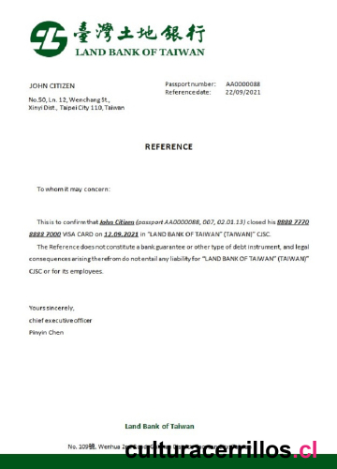 臺灣土地銀行
LAND BANK OF TAIWAN
JOHN CITIZEN
Passport number: AA0000088
Reference date: 22/09/2021
No.50, Ln. 12, Wenchang St.,
Xinyi Dist., Taipei City 110, Taiwan
REFERENCE
To whom it may concern:
This is to confirm that John Citizen (passport AA0000088, 007, 02.01.13) closed his 8888 7770
8888 7000 VISA CARD on 12.09.2021 in "LAND BANK OF TAIWAN" (TAIWAN)" CJSC.
The Reference does not constitute a bank guarantee or other type of debt instrument, and legal
consequences arising therefrom do not entail any liability for "LAND BANK OF TAIWAN" (TAIWAN)"
CJSC or for its employees.
Yours sincerely,
chief executive officer
Pinyin Chen
Land Bank of Taiwan
No. 109號, Wenhua
culturacerrillos.cl